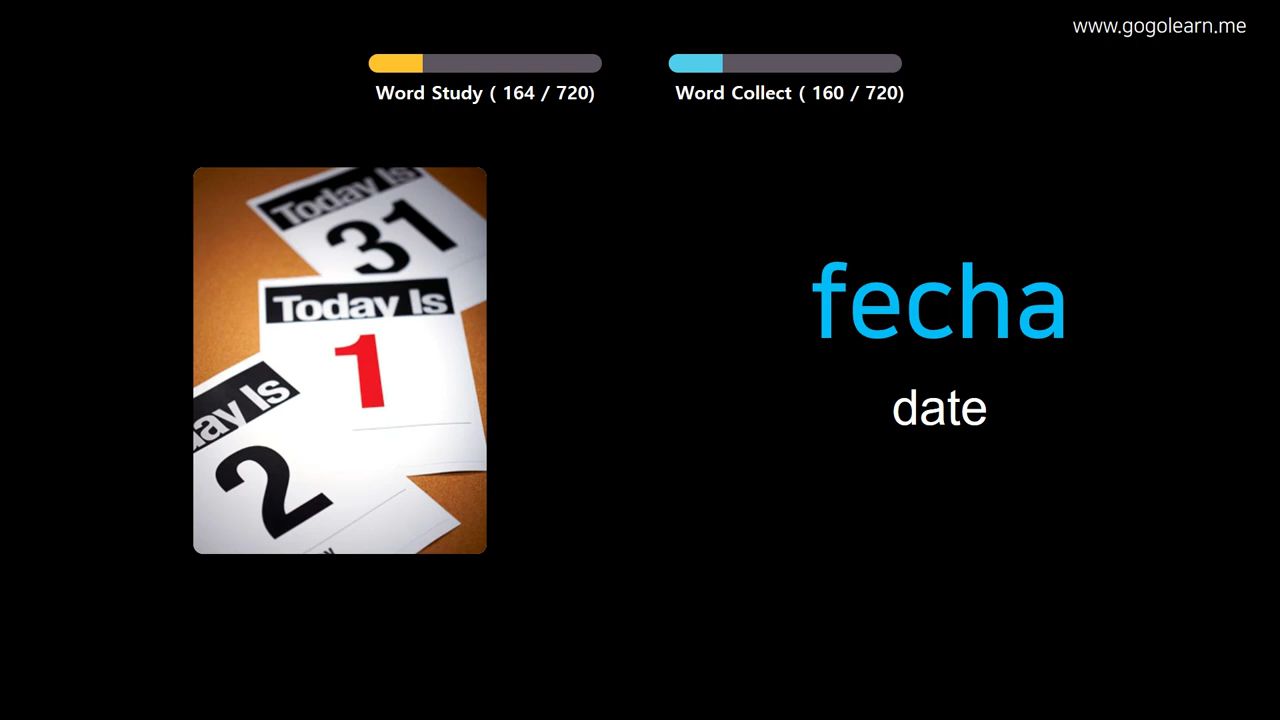 www.gogolearn.me
Word Study ( 164 / 720)
Word Collect ( 160 / 720)
Today Is
31
Today Is
1
ay Is
2
fecha
date